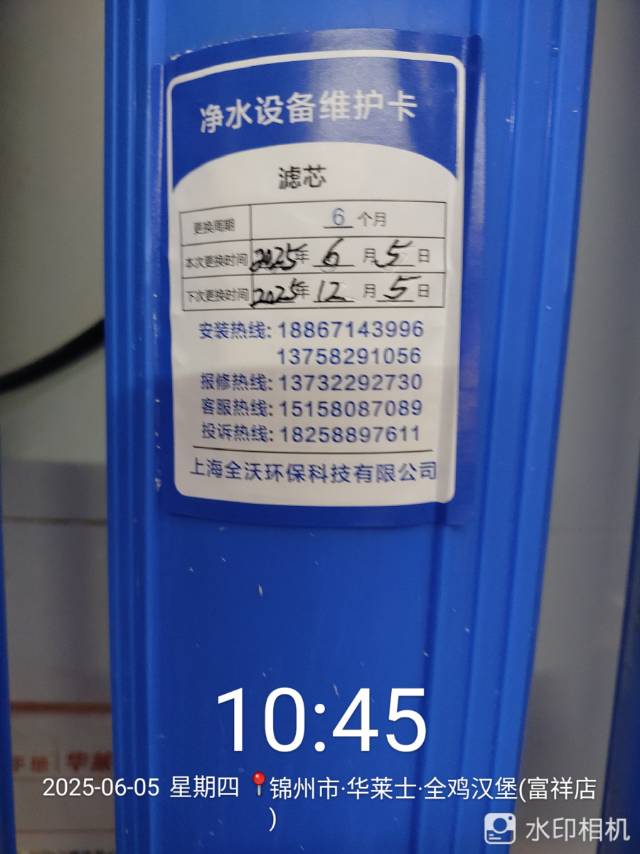 净水设备维护卡
滤芯
更换周期 6 个月
本次更换时间 2025年 6 月 5 日
下次更换时间 2025年 12 月 5 日
安装热线: 18867143996
13758291056
报修热线: 13732292730
客服热线: 15158087089
投诉热线: 18258897611
上海全沃环保科技有限公司
10:45
2025-06-05 星期四 📍锦州市·华莱士·全鸡汉堡(富祥店
)
水印相机